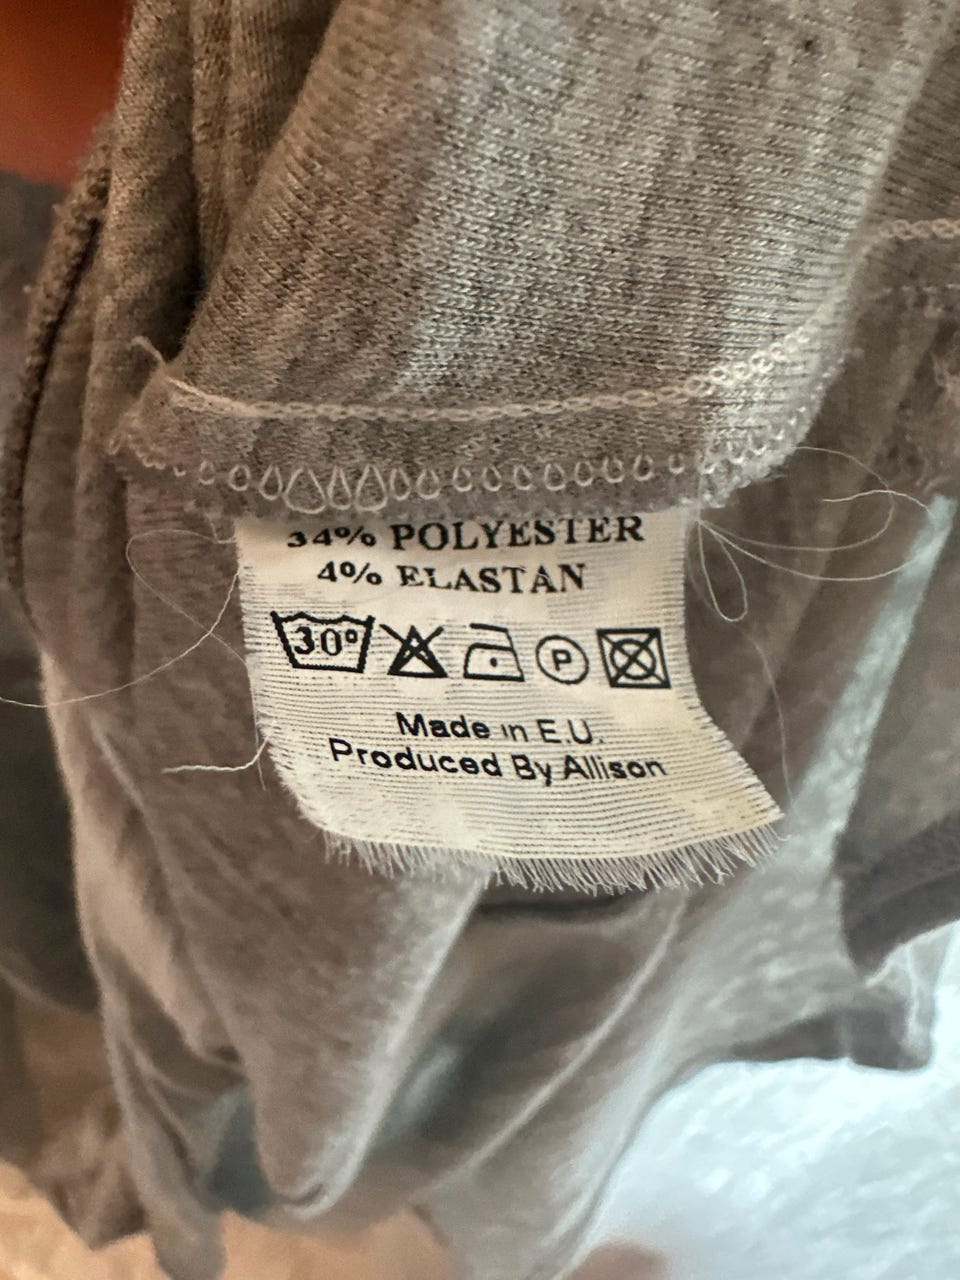 34% POLYESTER
4% ELASTAN
30° P
Made in E.U.
Produced By Allison